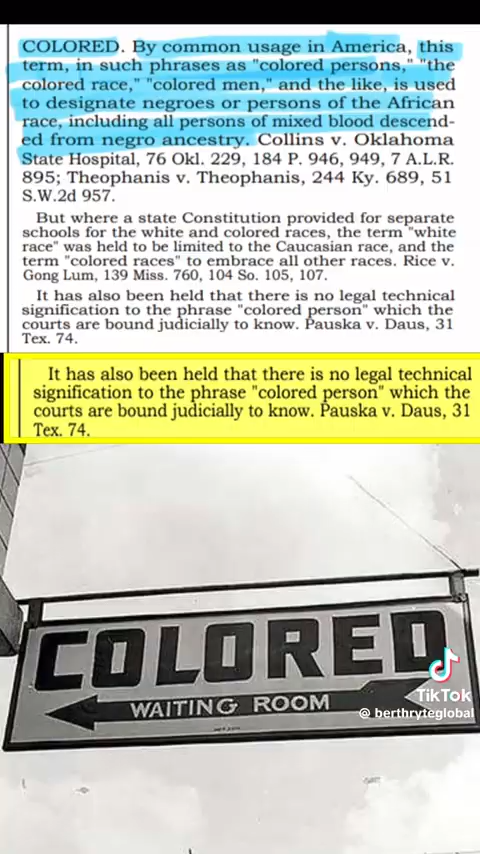 COLORED. By common usage in America, this
term, in such phrases as "colored persons," "the
colored race," "colored men," and the like, is used
to designate negroes or persons of the African
race, including all persons of mixed blood descend-
ed from negro ancestry. Collins v. Oklahoma
State Hospital, 76 Okl. 229, 184 P. 946, 949, 7 A.L.R.
895; Theophanis v. Theophanis, 244 Ky. 689, 51
S.W.2d 957.
But where a state Constitution provided for separate
schools for the white and colored races, the term "white
race" was held to be limited to the Caucasian race, and the
term "colored races" to embrace all other races. Rice v.
Gong Lum, 139 Miss. 760, 104 So. 105, 107.
It has also been held that there is no legal technical
signification to the phrase "colored person" which the
courts are bound judicially to know. Pauska v. Daus, 31
Tex. 74.
It has also been held that there is no legal technical
signification to the phrase "colored person" which the
courts are bound judicially to know. Pauska v. Daus, 31
Tex. 74.
COLORED
WAITING ROOM
TikTok
@ berthryteglobal